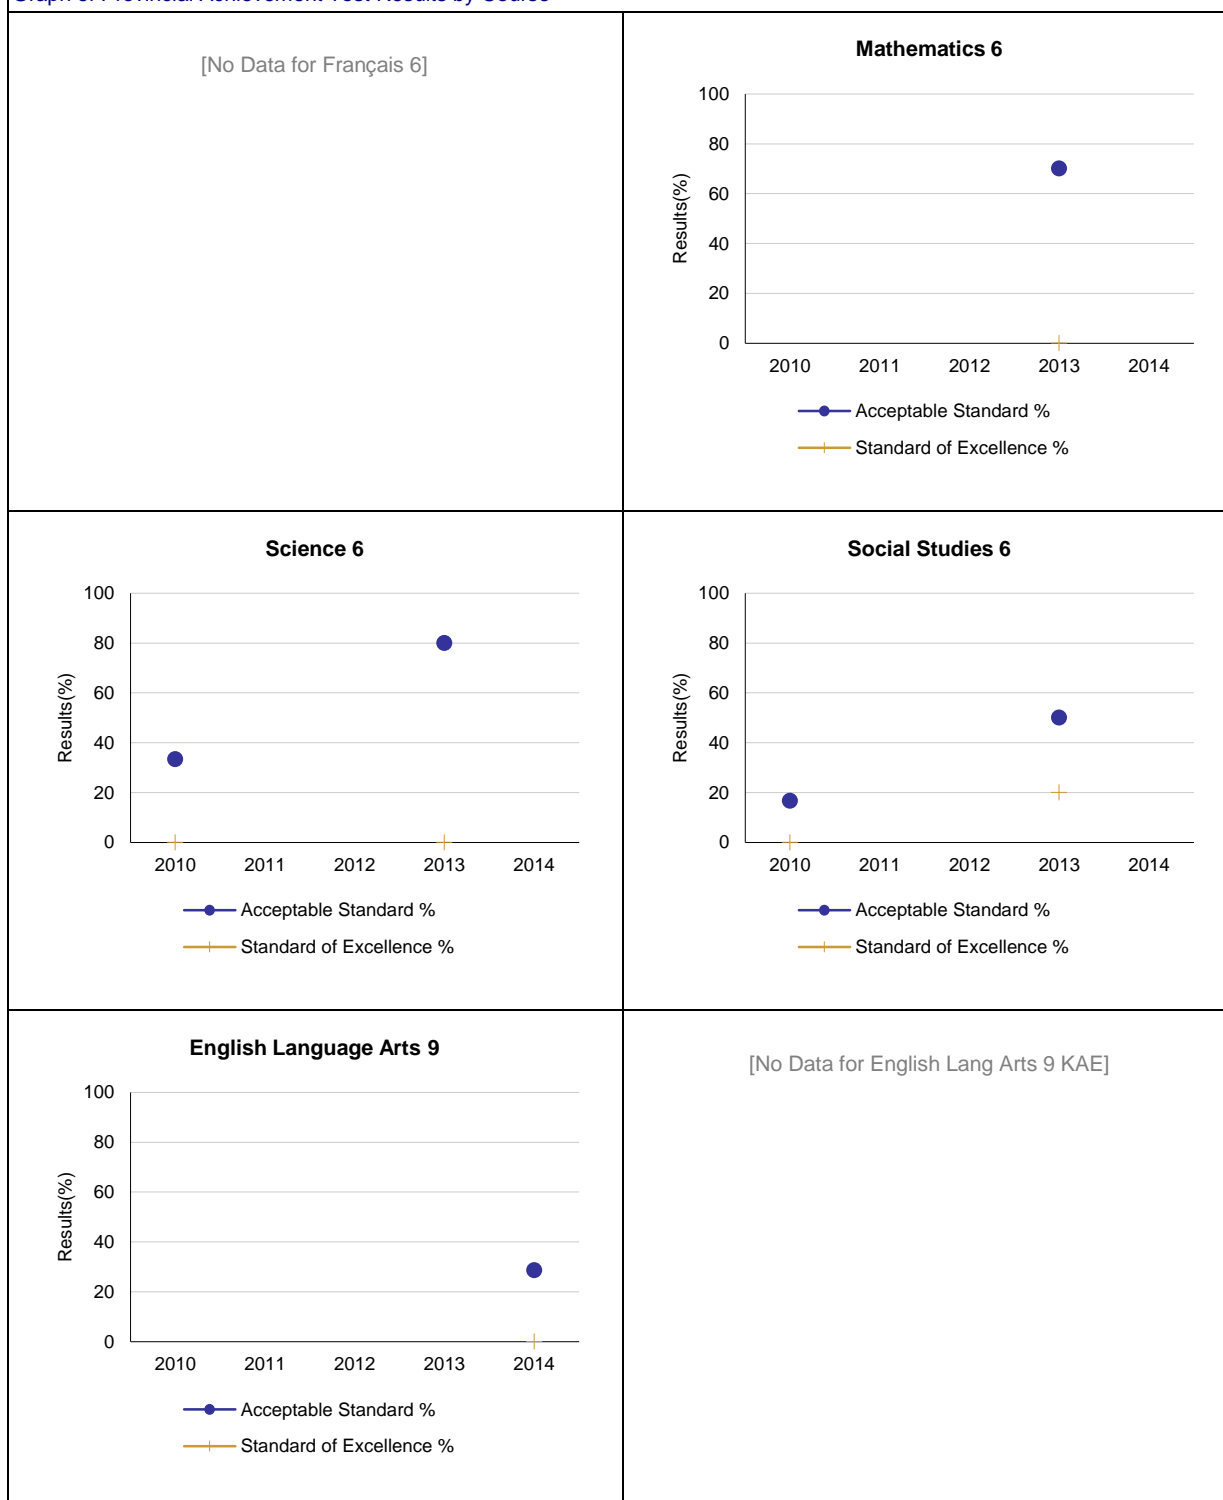 [No Data for Français 6]
Mathematics 6
100
80
60
40
20
0
Results(%)
2010 2011 2012 2013 2014
Acceptable Standard %
Standard of Excellence %
Science 6
100
80
60
40
20
0
Results(%)
2010 2011 2012 2013 2014
Acceptable Standard %
Standard of Excellence %
Social Studies 6
100
80
60
40
20
0
Results(%)
2010 2011 2012 2013 2014
Acceptable Standard %
Standard of Excellence %
English Language Arts 9
100
80
60
40
20
0
Results(%)
2010 2011 2012 2013 2014
Acceptable Standard %
Standard of Excellence %
[No Data for English Lang Arts 9 KAE]